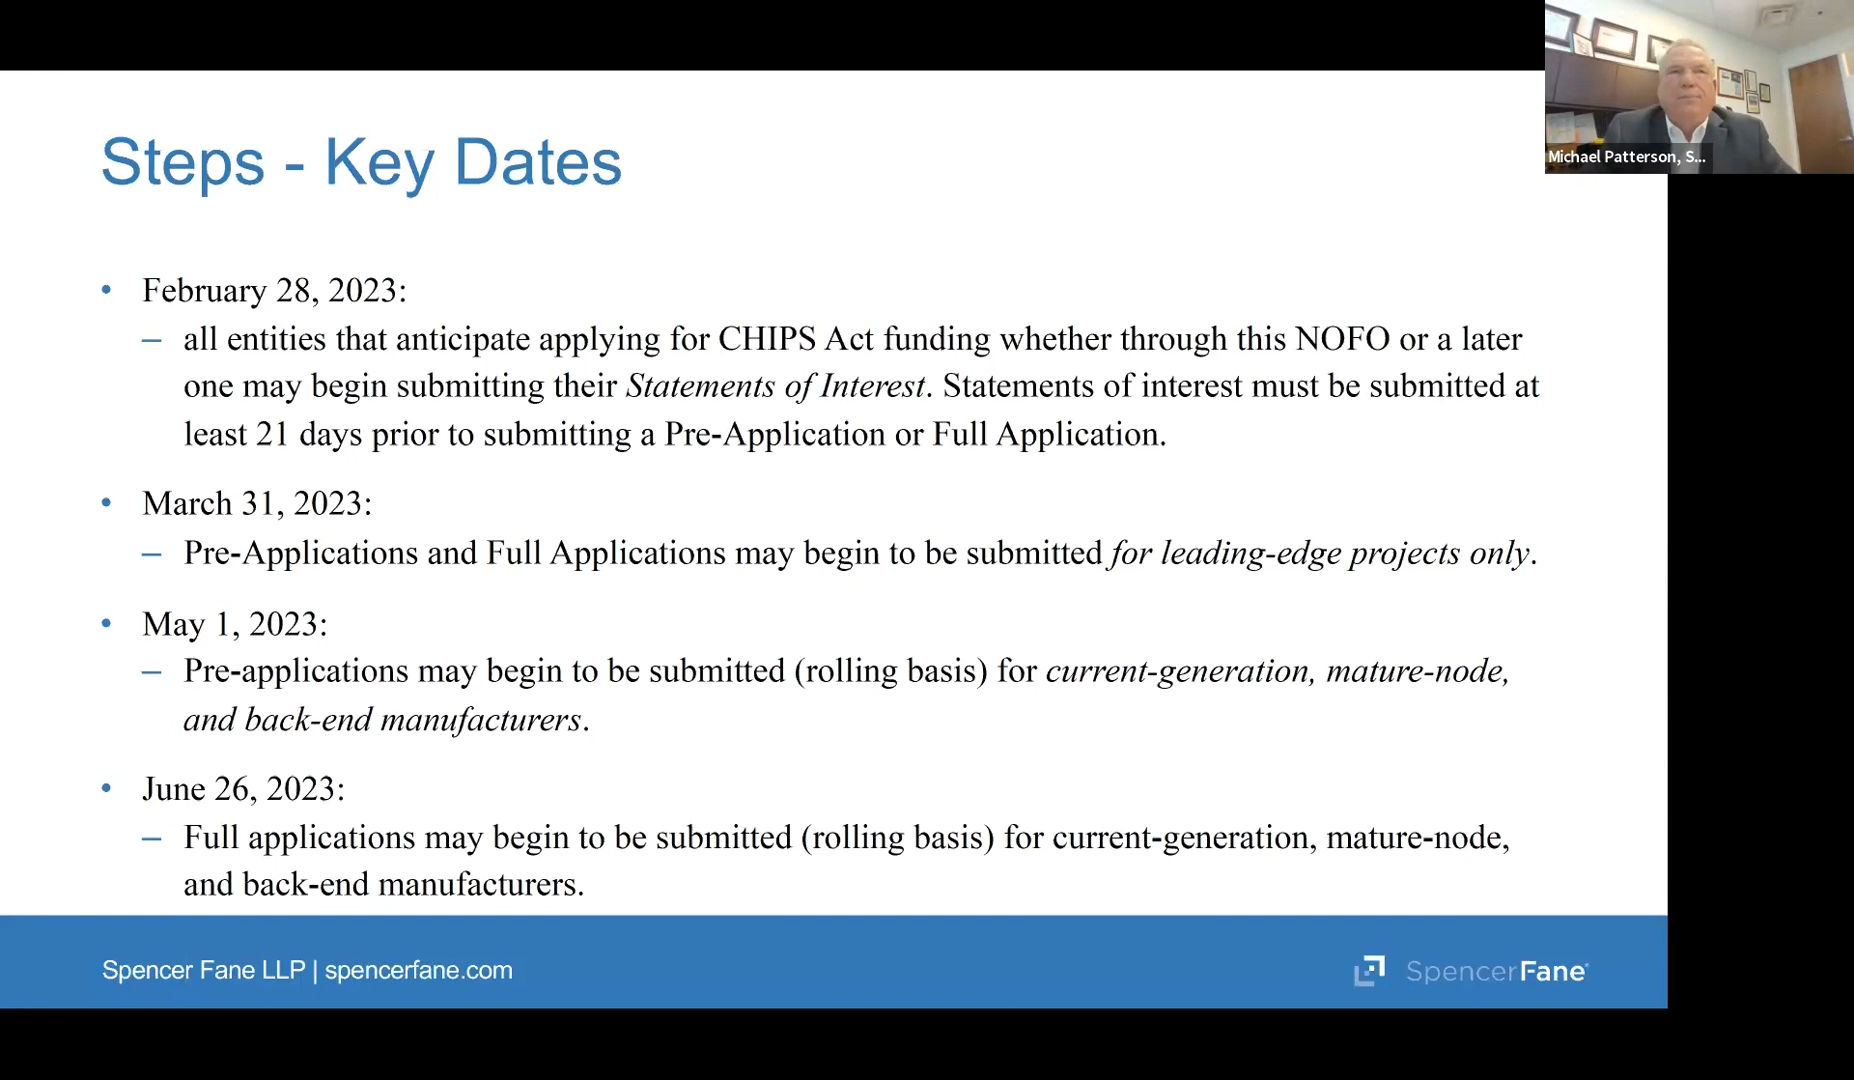 Michael Patterson, S...
Steps - Key Dates
• February 28, 2023:
– all entities that anticipate applying for CHIPS Act funding whether through this NOFO or a later
one may begin submitting their Statements of Interest. Statements of interest must be submitted at
least 21 days prior to submitting a Pre-Application or Full Application.
• March 31, 2023:
– Pre-Applications and Full Applications may begin to be submitted for leading-edge projects only.
• May 1, 2023:
– Pre-applications may begin to be submitted (rolling basis) for current-generation, mature-node,
and back-end manufacturers.
• June 26, 2023:
– Full applications may begin to be submitted (rolling basis) for current-generation, mature-node,
and back-end manufacturers.
Spencer Fane LLP | spencerfane.com
SpencerFane